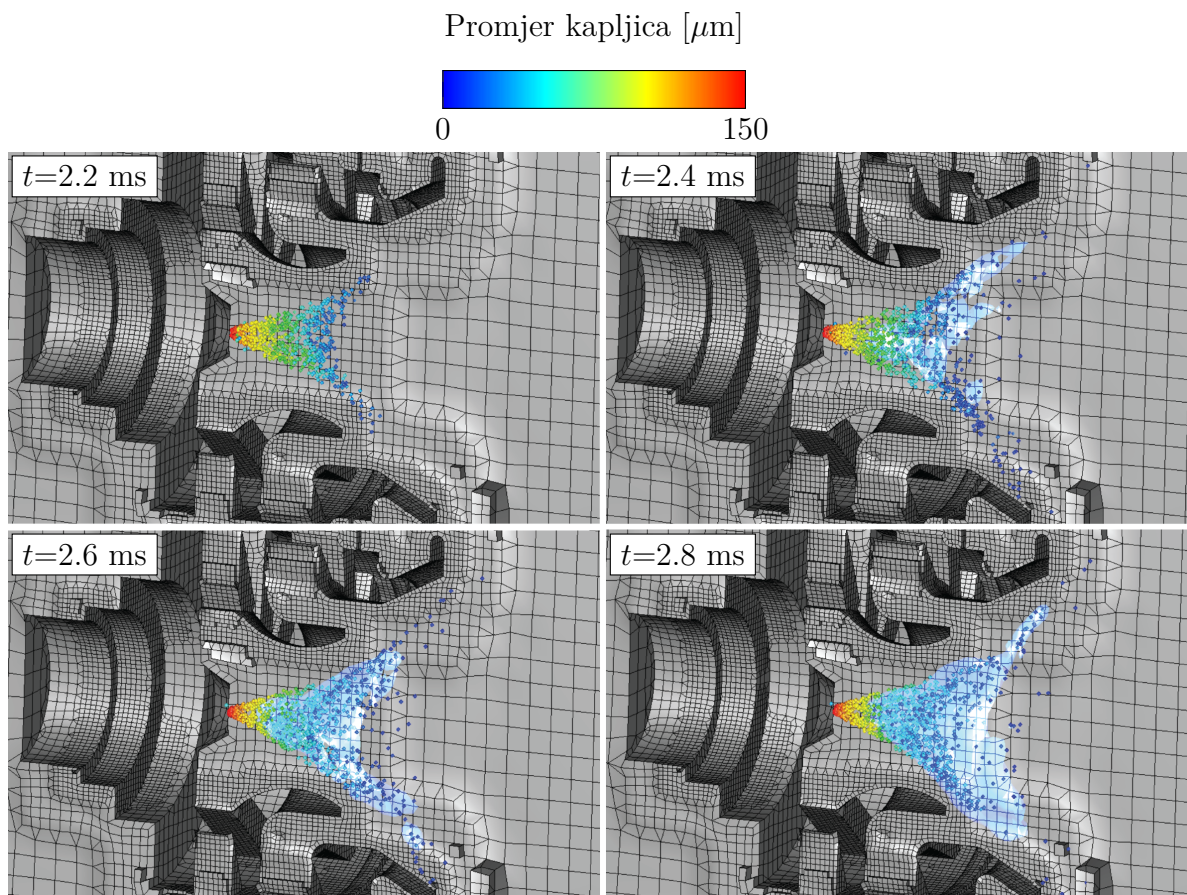 Promjer kapljica [μm]
0 150
t=2.2 ms
t=2.4 ms
t=2.6 ms
t=2.8 ms